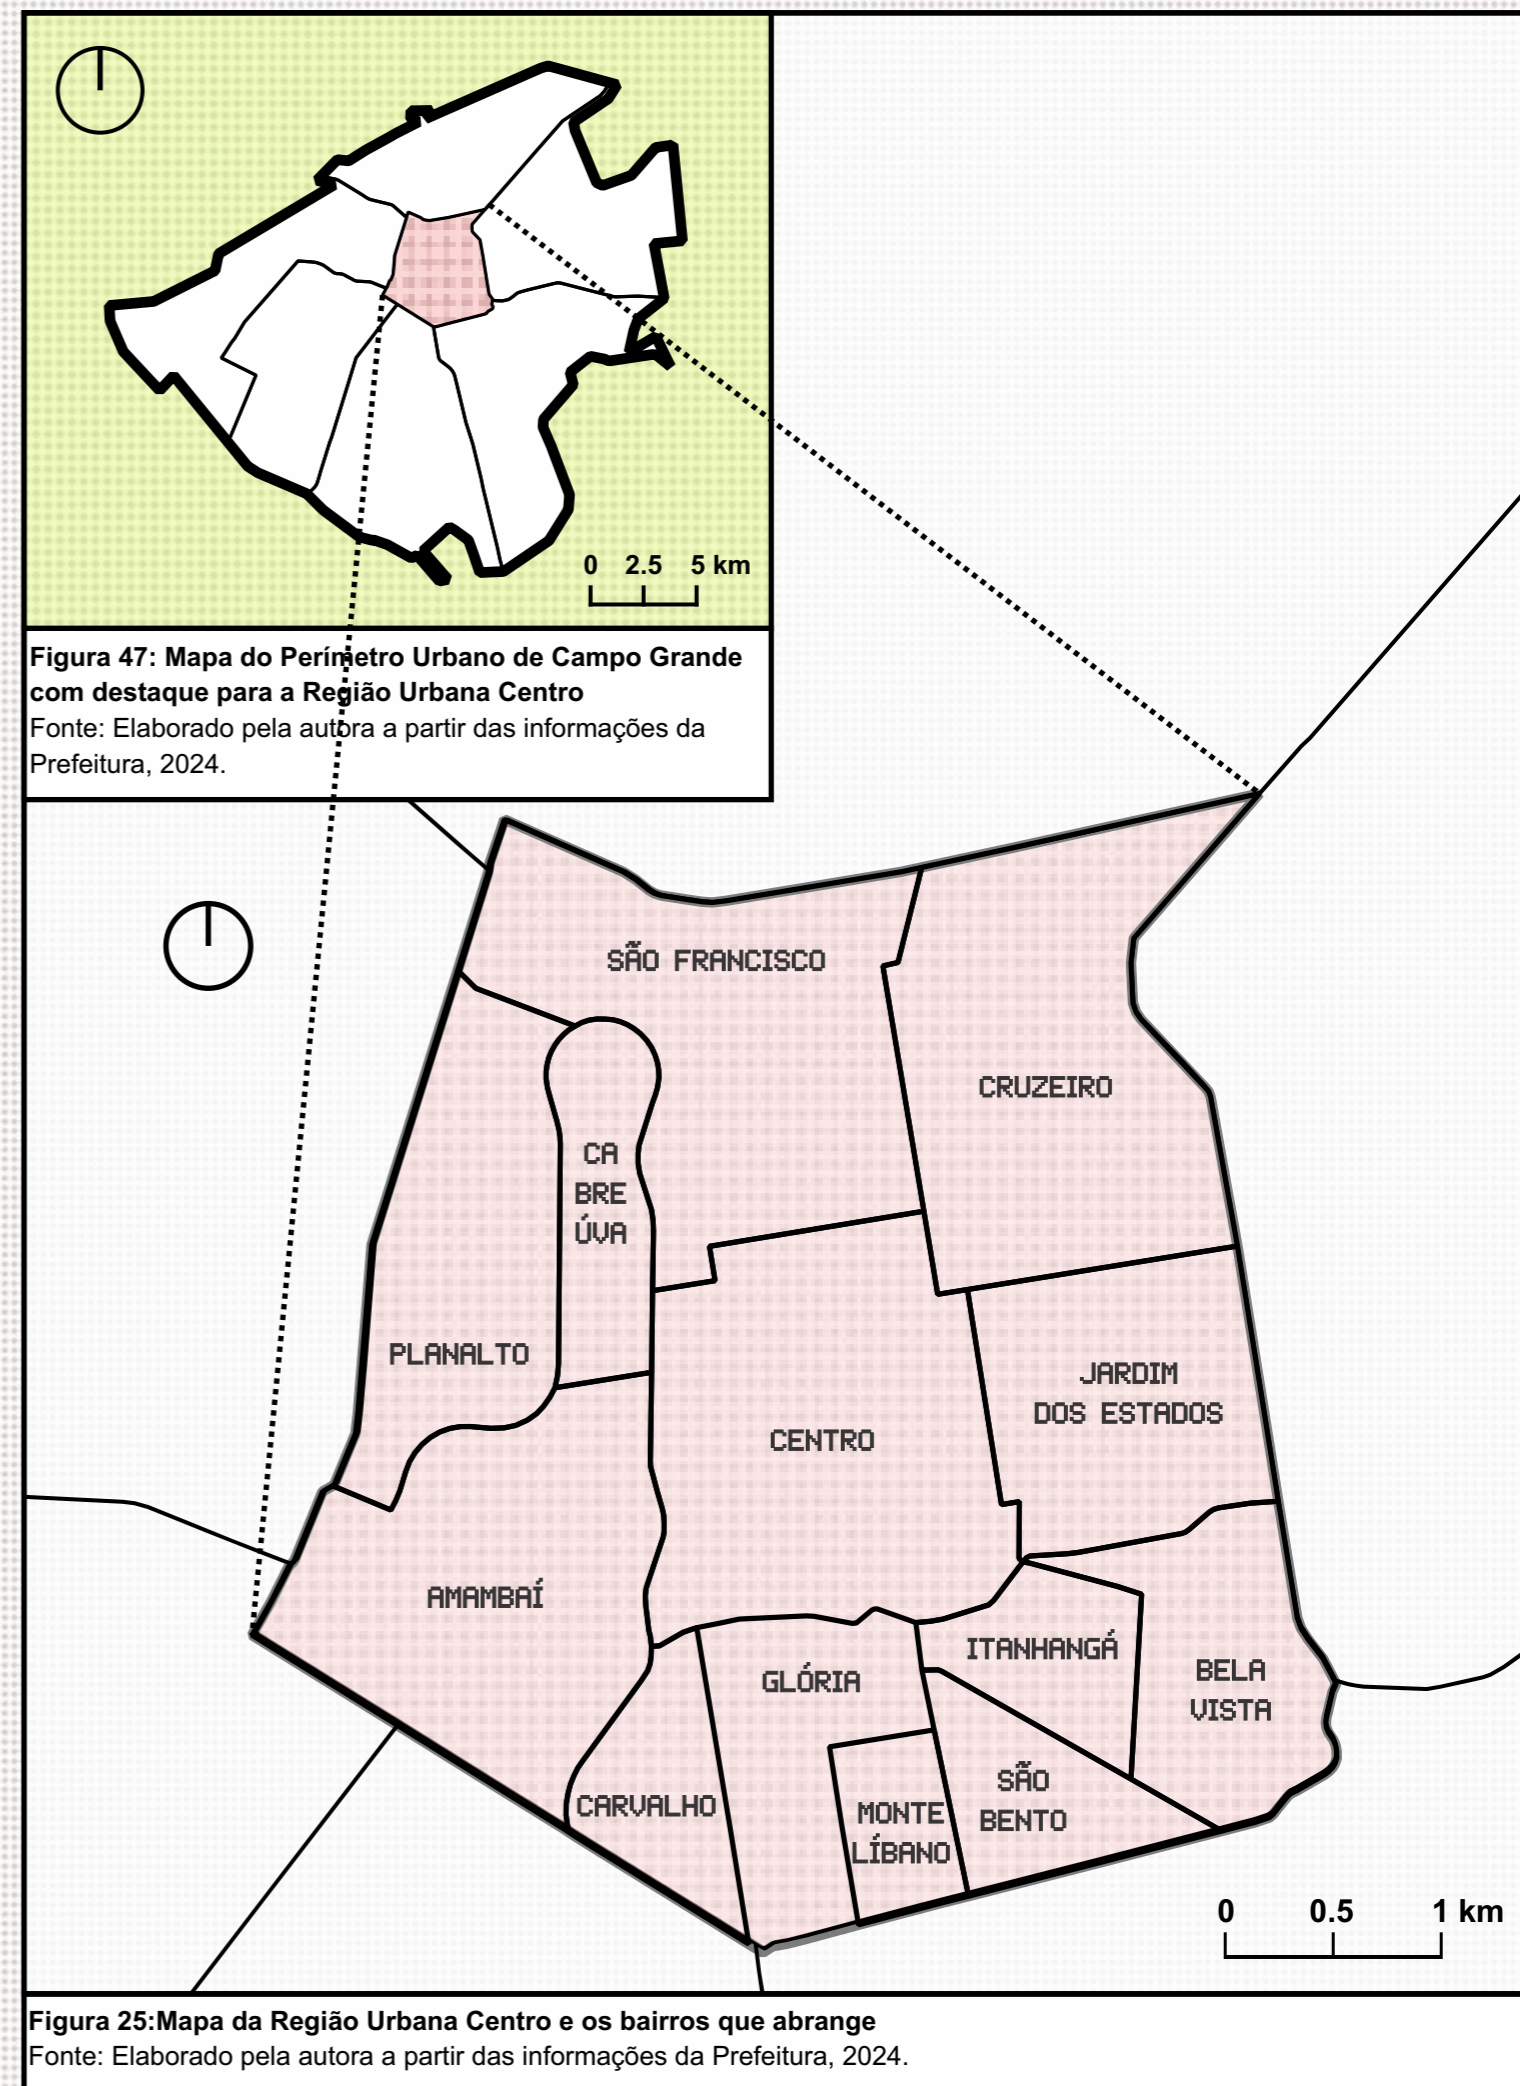 0 2.5 5 km
Figura 47: Mapa do Perímetro Urbano de Campo Grande
com destaque para a Região Urbana Centro
Fonte: Elaborado pela autora a partir das informações da
Prefeitura, 2024.
SÃO FRANCISCO
CRUZEIRO
CA
BRE
ÚVA
PLANALTO
JARDIM
DOS ESTADOS
CENTRO
AMAMBAÍ
ITANHANGÁ
GLÓRIA
BELA
VISTA
SÃO
BENTO
CARVALHO
MONTE
LÍBANO
0 0.5 1 km
Figura 25:Mapa da Região Urbana Centro e os bairros que abrange
Fonte: Elaborado pela autora a partir das informações da Prefeitura, 2024.